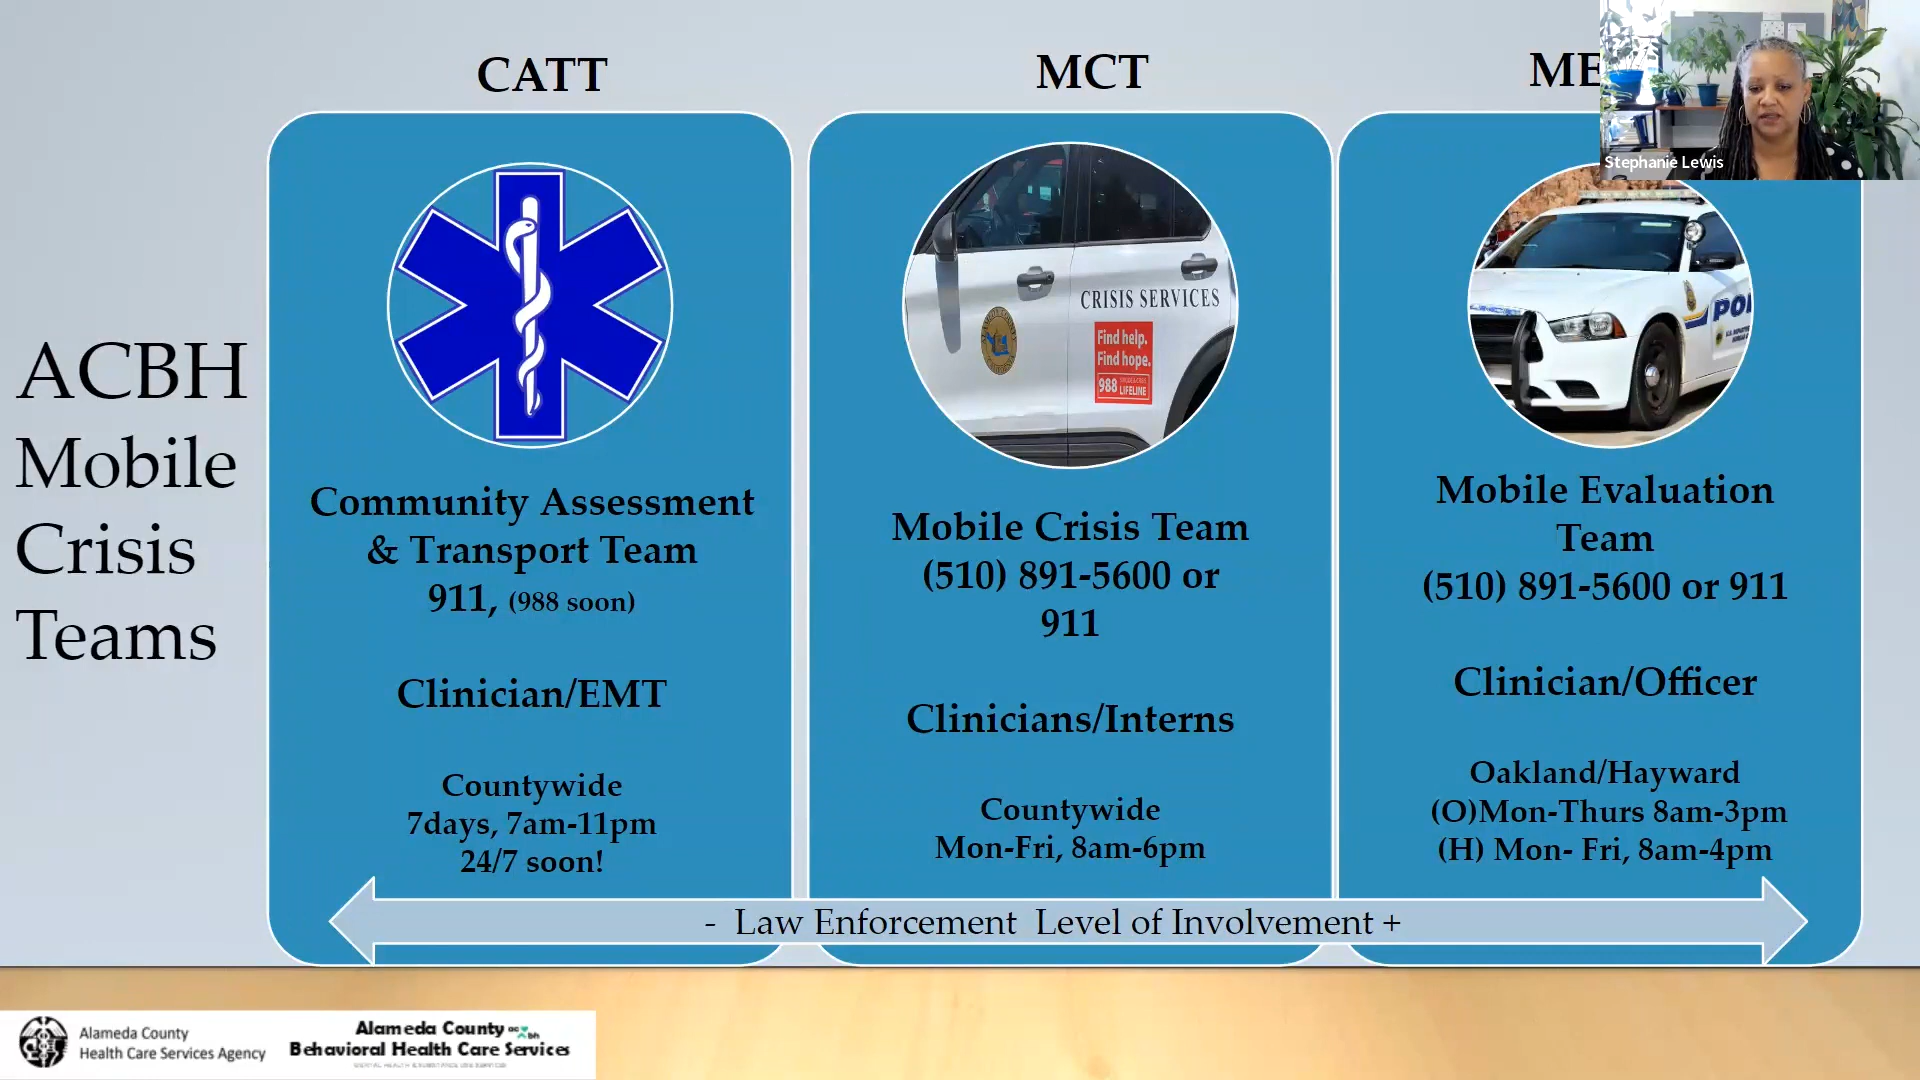 CATT
MCT
ME
Stephanie Lewis
ACBH
Mobile
Crisis
Teams
Community Assessment
& Transport Team
911, (988 soon)
Clinician/EMT
Countywide
7days, 7am-11pm
24/7 soon!
CRISIS SERVICES
Find help.
Find hope.
988 LIFELINE
Mobile Crisis Team
(510) 891-5600 or
911
Clinicians/Interns
Countywide
Mon-Fri, 8am-6pm
PO
Mobile Evaluation
Team
(510) 891-5600 or 911
Clinician/Officer
Oakland/Hayward
(O)Mon-Thurs 8am-3pm
(H) Mon- Fri, 8am-4pm
- Law Enforcement Level of Involvement +
Alameda County
Health Care Services Agency
Alameda County ac bh
Behavioral Health Care Services